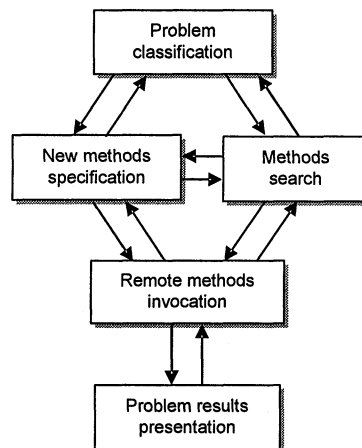 Problem
classification
New methods
specification
Methods
search
Remote methods
invocation
Problem results
presentation